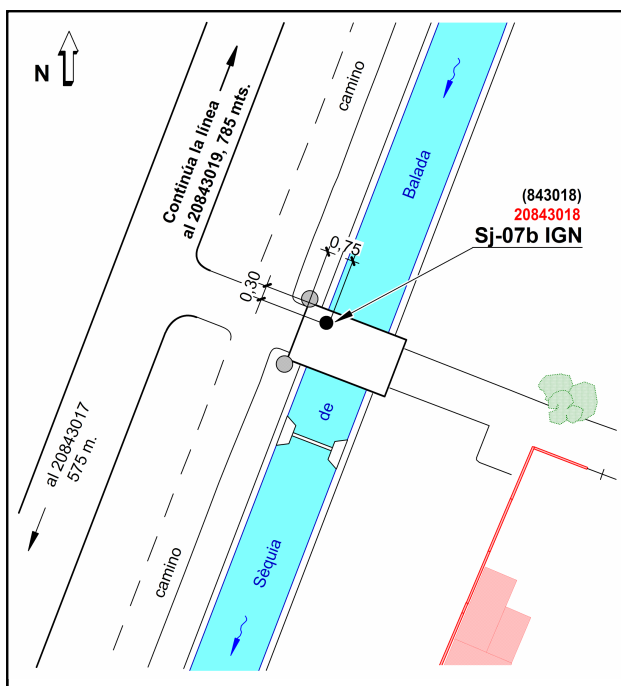 N
Continúa la línea
al 20843019, 785 mts.
camino
Balada
(843018)
20843018
Sj-07b IGN
0,75
0,30
de
al 20843017
575 m.
camino
Sèquia